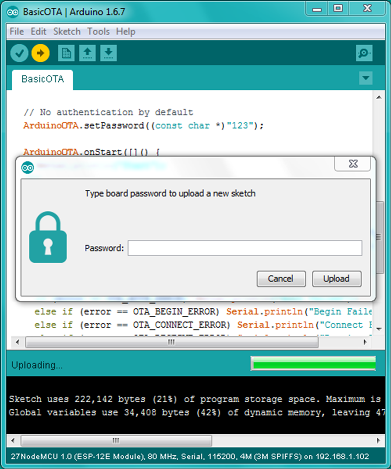 BasicOTA | Arduino 1.6.7
File Edit Sketch Tools Help
BasicOTA
// No authentication by default
ArduinoOTA.setPassword((const char *)"123");
ArduinoOTA.onStart([]() {
Type board password to upload a new sketch
Password:
Cancel Upload
else if (error == OTA_BEGIN_ERROR) Serial.println("Begin Faile
else if (error == OTA_CONNECT_ERROR) Serial.println("Connect F
Uploading...
Sketch uses 222,142 bytes (21%) of program storage space. Maximum is
Global variables use 34,408 bytes (42%) of dynamic memory, leaving 47
27NodeMCU 1.0 (ESP-12E Module), 80 MHz, Serial, 115200, 4M (3M SPIFFS) on 192.168.1.102